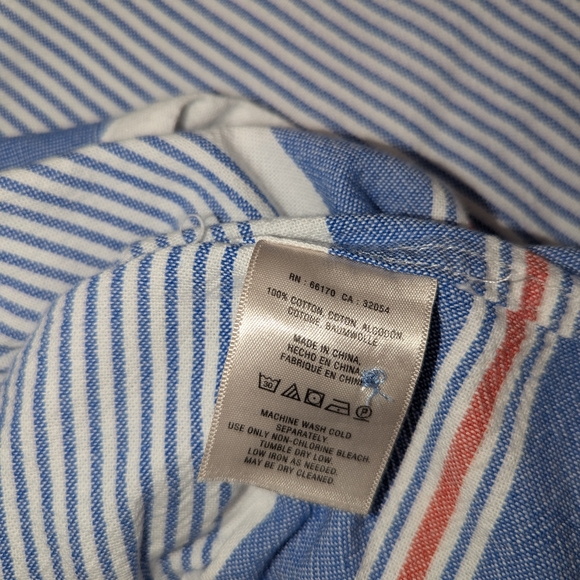 RN : 66170 CA : 32054
100% COTTON, COTON, ALGODÓN,
COTONE, BAUMWOLLE
MADE IN CHINA,
HECHO EN CHINA,
FABRIQUÉ EN CHINE
30 P
MACHINE WASH COLD
SEPARATELY.
USE ONLY NON-CHLORINE BLEACH.
TUMBLE DRY LOW.
LOW IRON AS NEEDED.
MAY BE DRY CLEANED.